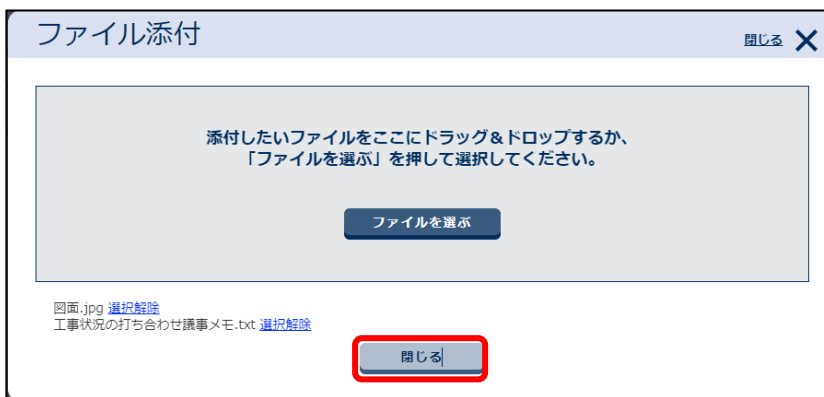 ファイル添付
閉じる
添付したいファイルをここにドラッグ＆ドロップするか、
「ファイルを選ぶ」を押して選択してください。
ファイルを選ぶ
図面.jpg 選択解除
工事状況の打ち合わせ議事メモ.txt 選択解除
閉じる